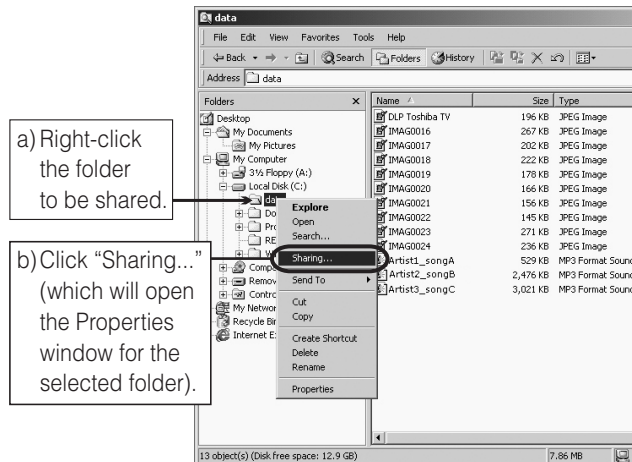 data
File Edit View Favorites Tools Help
Back Search Folders History
Address data
Folders x Name Size Type
Desktop
My Documents
My Pictures
My Computer
3½ Floppy (A:)
Local Disk (C:)
a) Right-click
the folder
to be shared.
b) Click “Sharing...”
(which will open
the Properties
window for the
selected folder).
Explore
Open
Search...
Sharing...
Send To
Cut
Copy
Create Shortcut
Delete
Rename
Properties
DLP Toshiba TV 196 KB JPEG Image
IMAG0016 267 KB JPEG Image
IMAG0017 202 KB JPEG Image
IMAG0018 222 KB JPEG Image
IMAG0019 178 KB JPEG Image
IMAG0020 166 KB JPEG Image
IMAG0021 156 KB JPEG Image
IMAG0022 145 KB JPEG Image
IMAG0023 271 KB JPEG Image
IMAG0024 236 KB JPEG Image
Artist1_songA 529 KB MP3 Format Sound
Artist2_songB 2,476 KB MP3 Format Sound
Artist3_songC 3,021 KB MP3 Format Sound
Recycle Bin
Internet E
13 object(s) (Disk free space: 12.9 GB) 7.86 MB